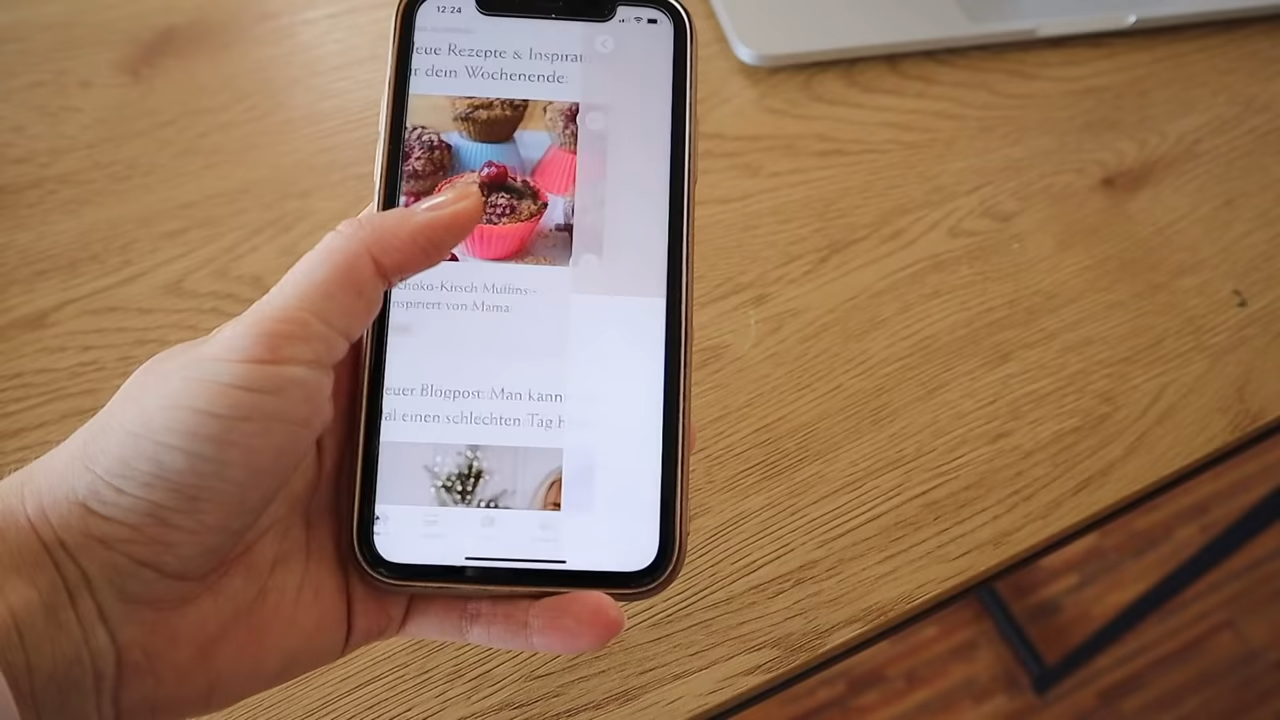 12:24
eue Rezepte & Inspirat
r dein Wochenende:
choko-Kirsch Muffins -
nspiriert von Mama
euer Blogpost: Man kann
al einen schlechten Tag h